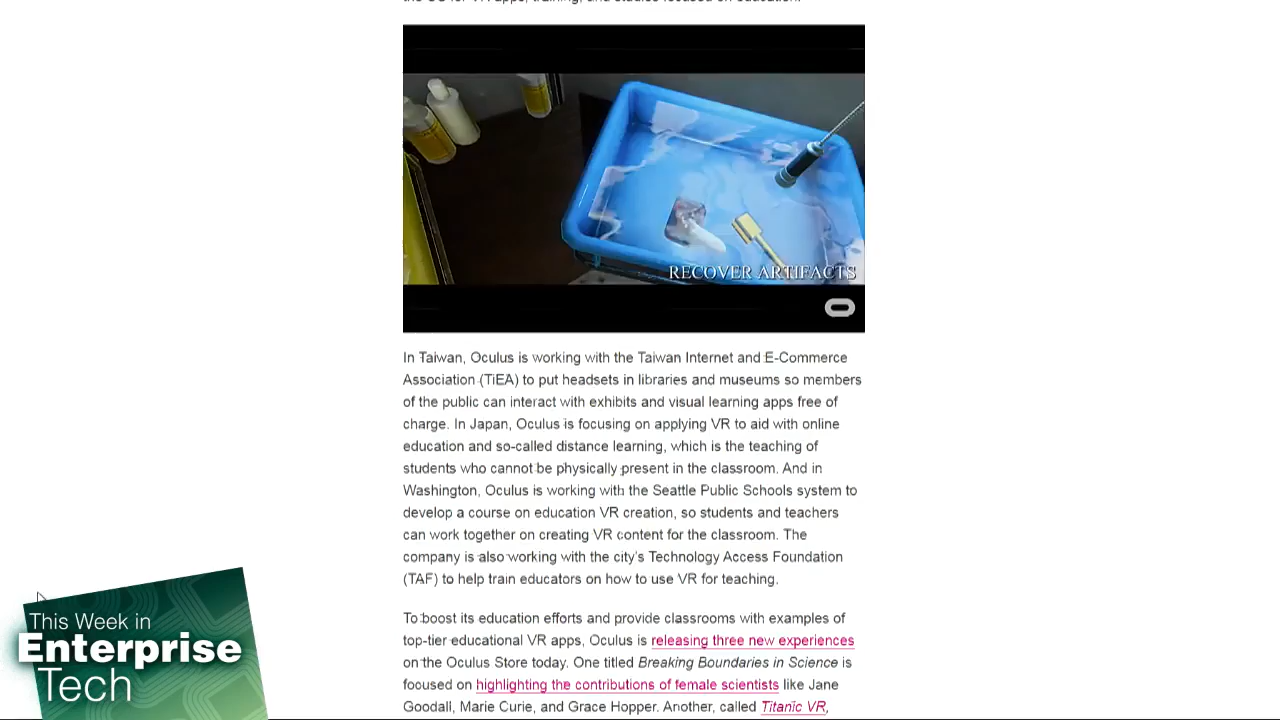 RECOVER ARTIFACTS
In Taiwan, Oculus is working with the Taiwan Internet and E-Commerce
Association (TiEA) to put headsets in libraries and museums so members
of the public can interact with exhibits and visual learning apps free of
charge. In Japan, Oculus is focusing on applying VR to aid with online
education and so-called distance learning, which is the teaching of
students who cannot be physically present in the classroom. And in
Washington, Oculus is working with the Seattle Public Schools system to
develop a course on education VR creation, so students and teachers
can work together on creating VR content for the classroom. The
company is also working with the city's Technology Access Foundation
(TAF) to help train educators on how to use VR for teaching.
To boost its education efforts and provide classrooms with examples of
top-tier educational VR apps, Oculus is releasing three new experiences
on the Oculus Store today. One titled Breaking Boundaries in Science is
focused on highlighting the contributions of female scientists like Jane
Goodall, Marie Curie, and Grace Hopper. Another, called Titanic VR,
This Week in
Enterprise
Tech